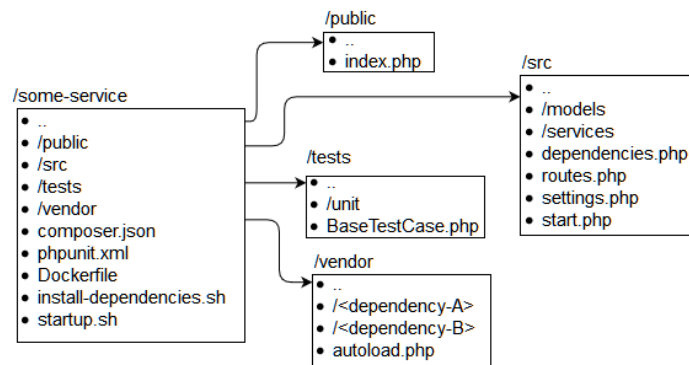 /public
..
index.php
/src
..
/models
/services
dependencies.php
routes.php
settings.php
start.php
/some-service
..
/public
/src
/tests
/vendor
composer.json
phpunit.xml
Dockerfile
install-dependencies.sh
startup.sh
/tests
..
/unit
BaseTestCase.php
/vendor
..
/<dependency-A>
/<dependency-B>
autoload.php